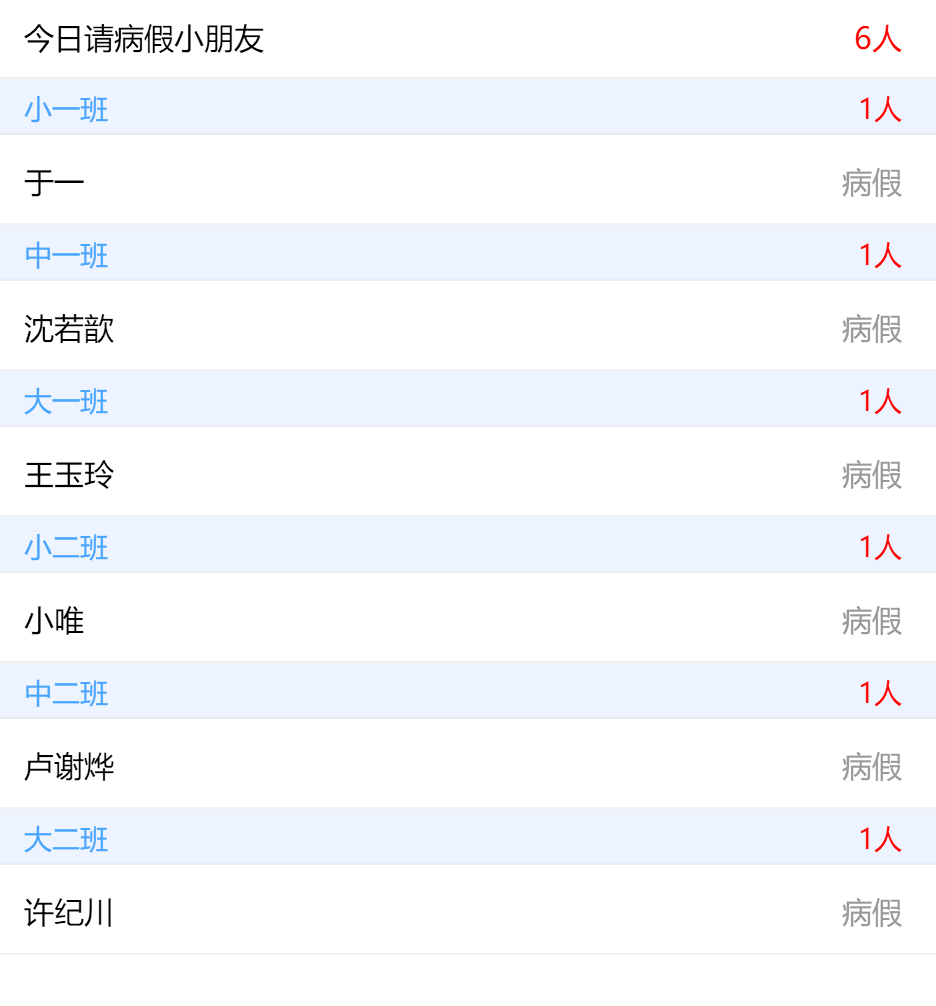 今日请病假小朋友 6人
小一班 1人
于一 病假
中一班 1人
沈若歆 病假
大一班 1人
王玉玲 病假
小二班 1人
小唯 病假
中二班 1人
卢谢烨 病假
大二班 1人
许纪川 病假